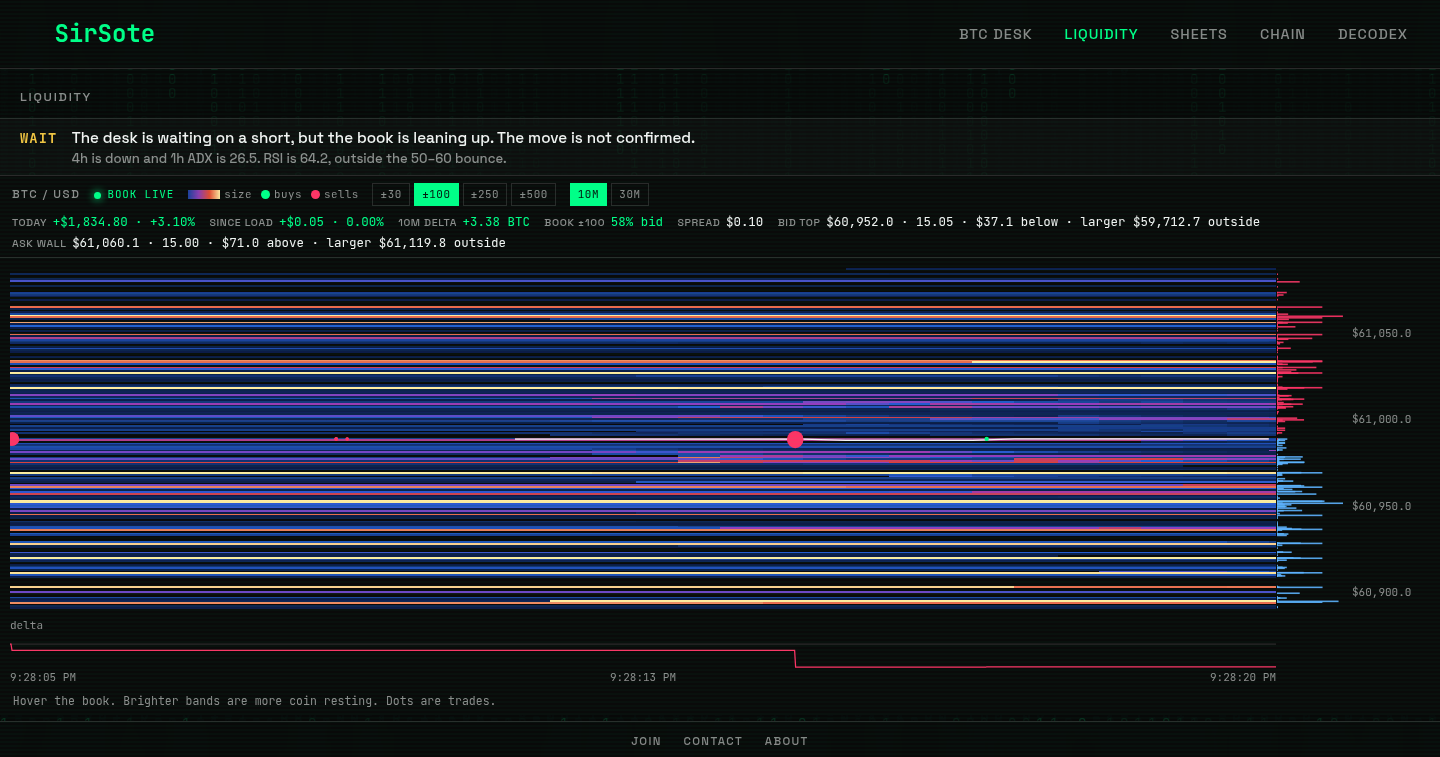 SirSote
BTC DESK LIQUIDITY SHEETS CHAIN DECODEX
LIQUIDITY
WAIT The desk is waiting on a short, but the book is leaning up. The move is not confirmed.
4h is down and 1h ADX is 26.5. RSI is 64.2, outside the 50–60 bounce.
BTC / USD BOOK LIVE size buys sells ±30 ±100 ±250 ±500 10M 30M
TODAY +$1,834.80 · +3.10% SINCE LOAD +$0.05 · 0.00% 10M DELTA +3.38 BTC BOOK ±100 58% bid SPREAD $0.10 BID TOP $60,952.0 · 15.05 · $37.1 below · larger $59,712.7 outside
ASK WALL $61,060.1 · 15.00 · $71.0 above · larger $61,119.8 outside
$61,050.0
$61,000.0
$60,950.0
$60,900.0
delta
9:28:05 PM 9:28:13 PM 9:28:20 PM
Hover the book. Brighter bands are more coin resting. Dots are trades.
JOIN CONTACT ABOUT